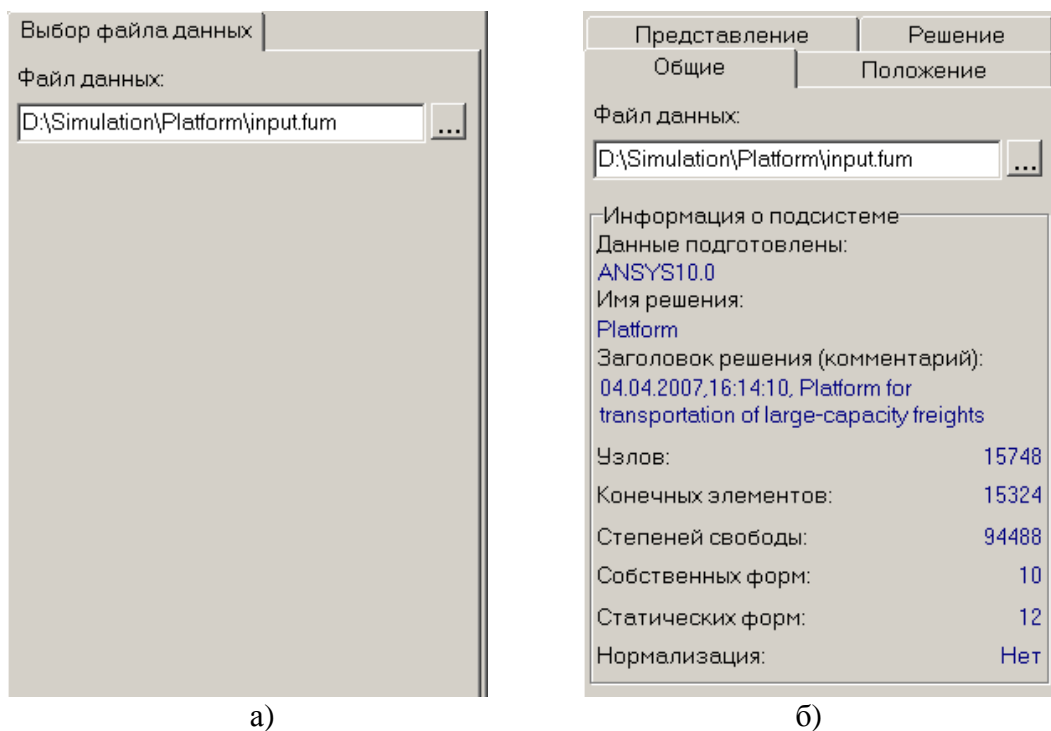 Выбор файла данных
Файл данных:
D:\Simulation\Platform\input.fum
...
а)
Представление
Решение
Общие
Положение
Файл данных:
D:\Simulation\Platform\input.fum
...
Информация о подсистеме
Данные подготовлены:
ANSYS10.0
Имя решения:
Platform
Заголовок решения (комментарий):
04.04.2007,16:14:10, Platform for
transportation of large-capacity freights
Узлов: 15748
Конечных элементов: 15324
Степеней свободы: 94488
Собственных форм: 10
Статических форм: 12
Нормализация: Нет
б)